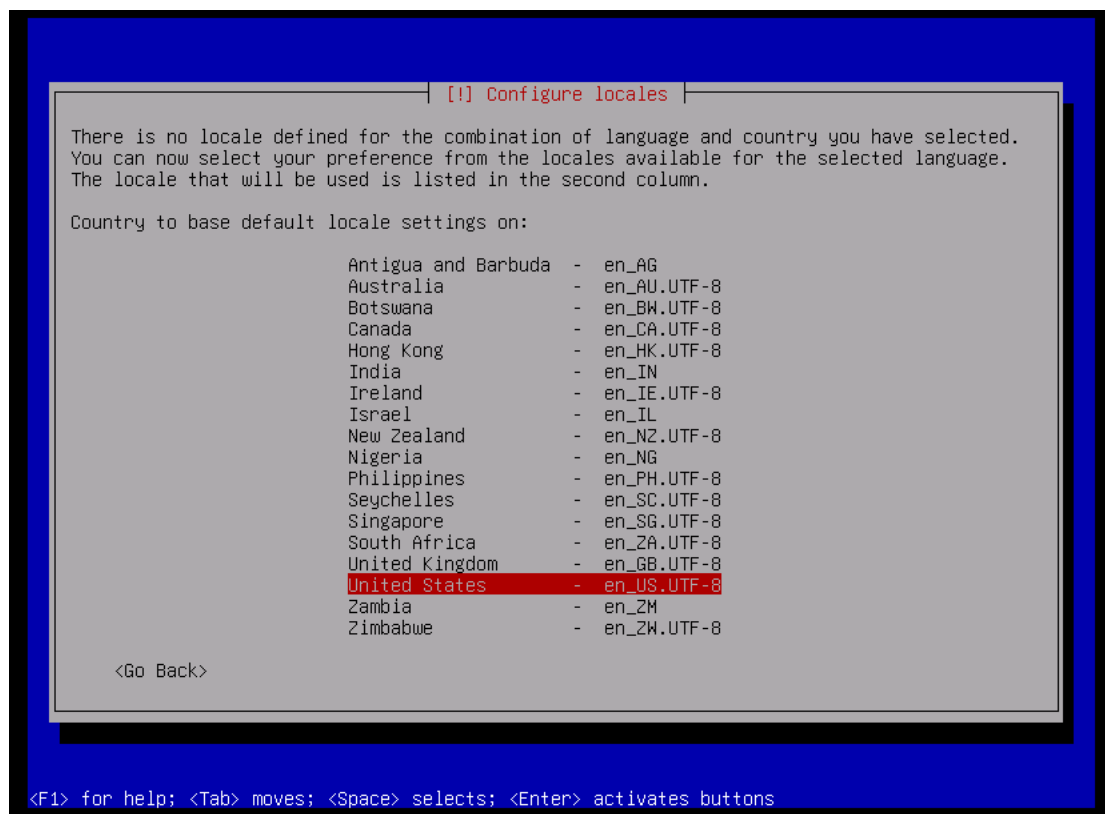 [!] Configure locales
There is no locale defined for the combination of language and country you have selected.
You can now select your preference from the locales available for the selected language.
The locale that will be used is listed in the second column.
Country to base default locale settings on:
Antigua and Barbuda - en_AG
Australia - en_AU.UTF-8
Botswana - en_BW.UTF-8
Canada - en_CA.UTF-8
Hong Kong - en_HK.UTF-8
India - en_IN
Ireland - en_IE.UTF-8
Israel - en_IL
New Zealand - en_NZ.UTF-8
Nigeria - en_NG
Philippines - en_PH.UTF-8
Seychelles - en_SC.UTF-8
Singapore - en_SG.UTF-8
South Africa - en_ZA.UTF-8
United Kingdom - en_GB.UTF-8
United States - en_US.UTF-8
Zambia - en_ZM
Zimbabwe - en_ZW.UTF-8
<Go Back>
<F1> for help; <Tab> moves; <Space> selects; <Enter> activates buttons